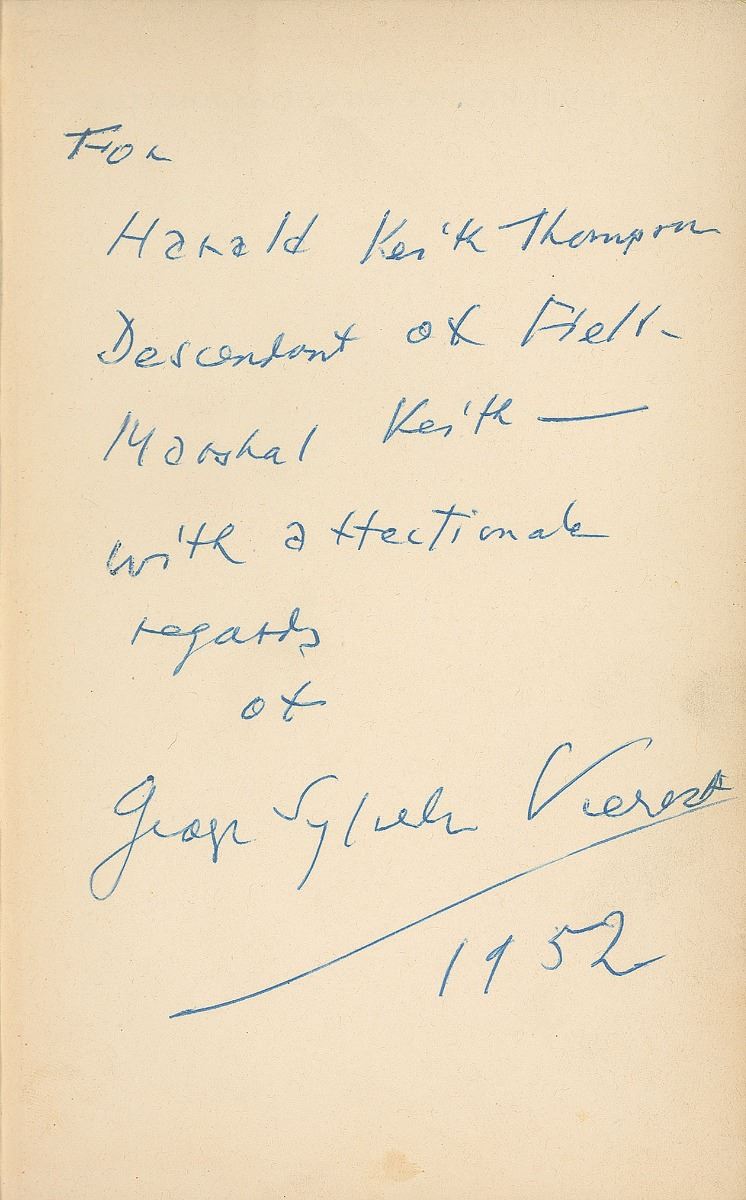 For
Harald Keith Thompson
Descendant of Field-
Marshal Keith —
with affectionate
regards
of
George Sylvester Viereck
1952